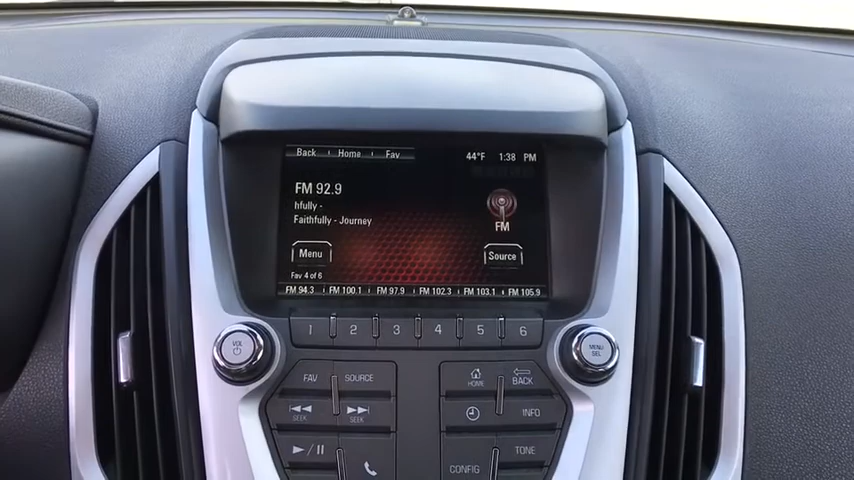 Back Home Fav 44°F 1:38 PM
FM 92.9
hfully -
Faithfully - Journey
FM
Menu Source
Fav 4 of 6
FM 94.3 FM 100.1 FM 97.9 FM 102.3 FM 103.1 FM 105.9
1 2 3 4 5 6
VOL
MENU
SEL
FAV SOURCE HOME BACK
SEEK SEEK INFO
TONE
CONFIG